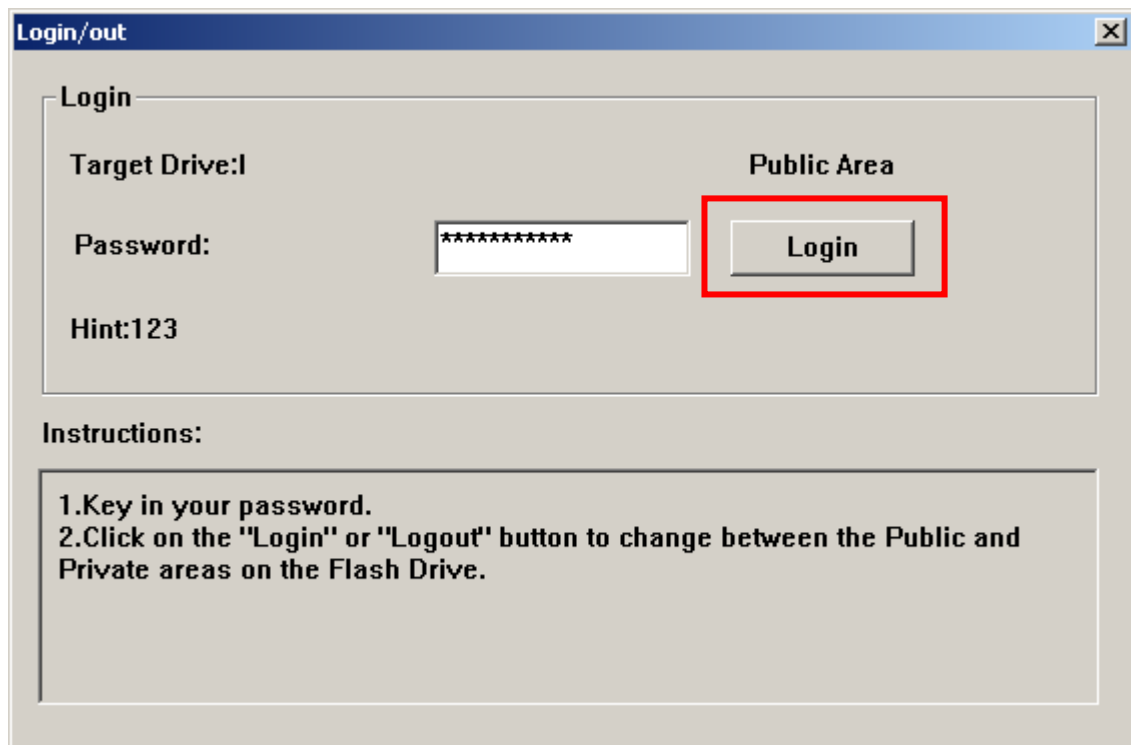 Login/out
Login
Target Drive:I
Public Area
Password:
***********
Login
Hint:123
Instructions:
1.Key in your password.
2.Click on the "Login" or "Logout" button to change between the Public and
Private areas on the Flash Drive.